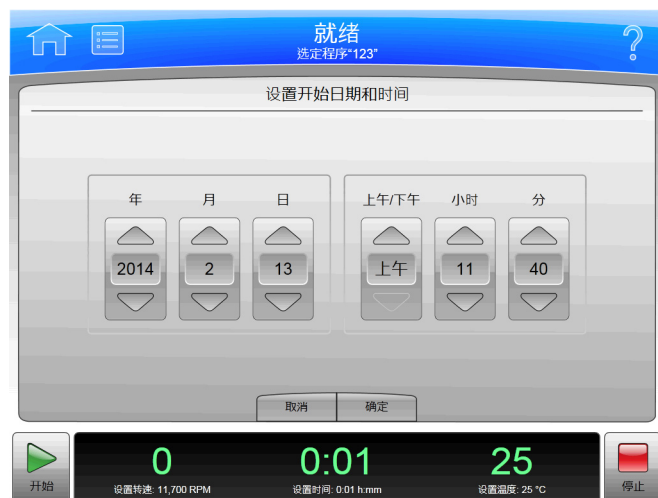 就绪
选定程序“123”
?
设置开始日期和时间
年 月 日 上午/下午 小时 分
2014 2 13 上午 11 40
取消 确定
0 0:01 25
开始 设置转速: 11,700 RPM 设置时间: 0:01 h:mm 设置温度: 25 °C 停止